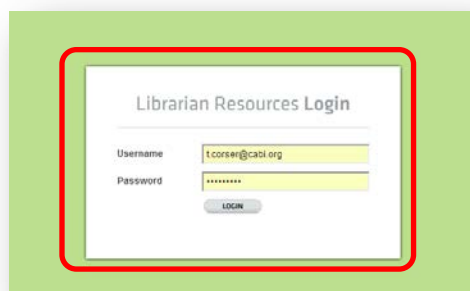 Librarian Resources Login
Username t.corser@cabi.org
Password •••••••••
LOGIN